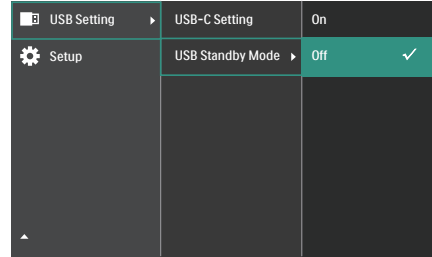 USB Setting
USB-C Setting
On
Setup
USB Standby Mode
Off